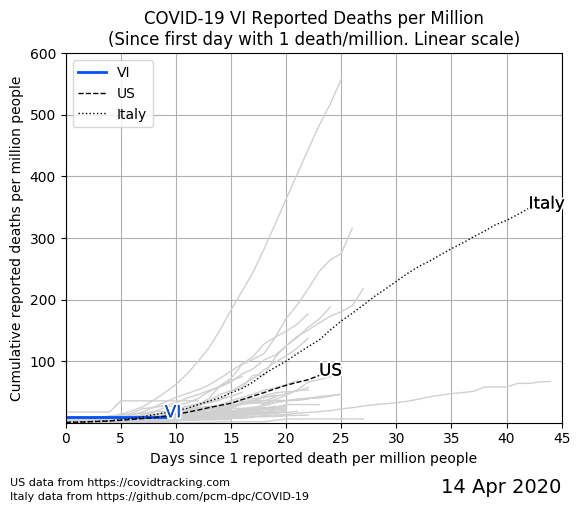 COVID-19 VI Reported Deaths per Million
(Since first day with 1 death/million. Linear scale)
Cumulative reported deaths per million people
600
500
400
300
200
100
VI
US
Italy
Italy
US
VI
0 5 10 15 20 25 30 35 40 45
Days since 1 reported death per million people
US data from https://covidtracking.com
Italy data from https://github.com/pcm-dpc/COVID-19
14 Apr 2020